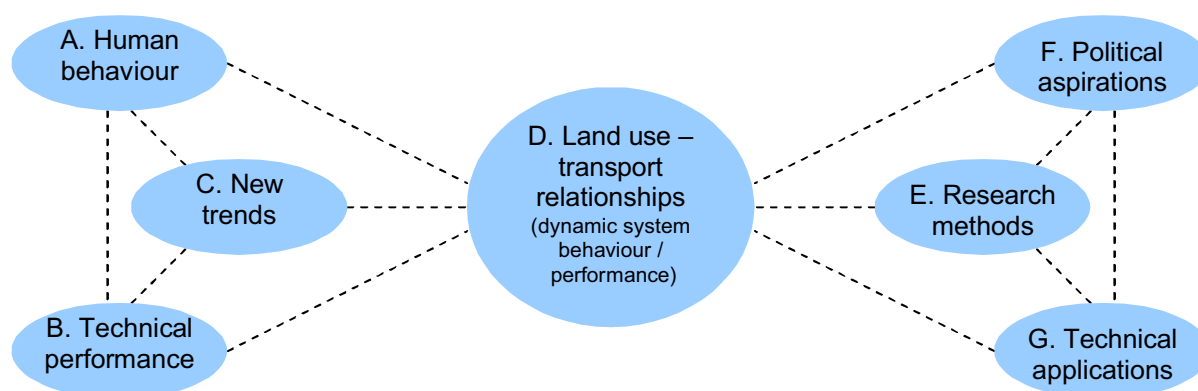 A. Human
behaviour
C. New
trends
B. Technical
performance
D. Land use –
transport
relationships
(dynamic system
behaviour /
performance)
F. Political
aspirations
E. Research
methods
G. Technical
applications